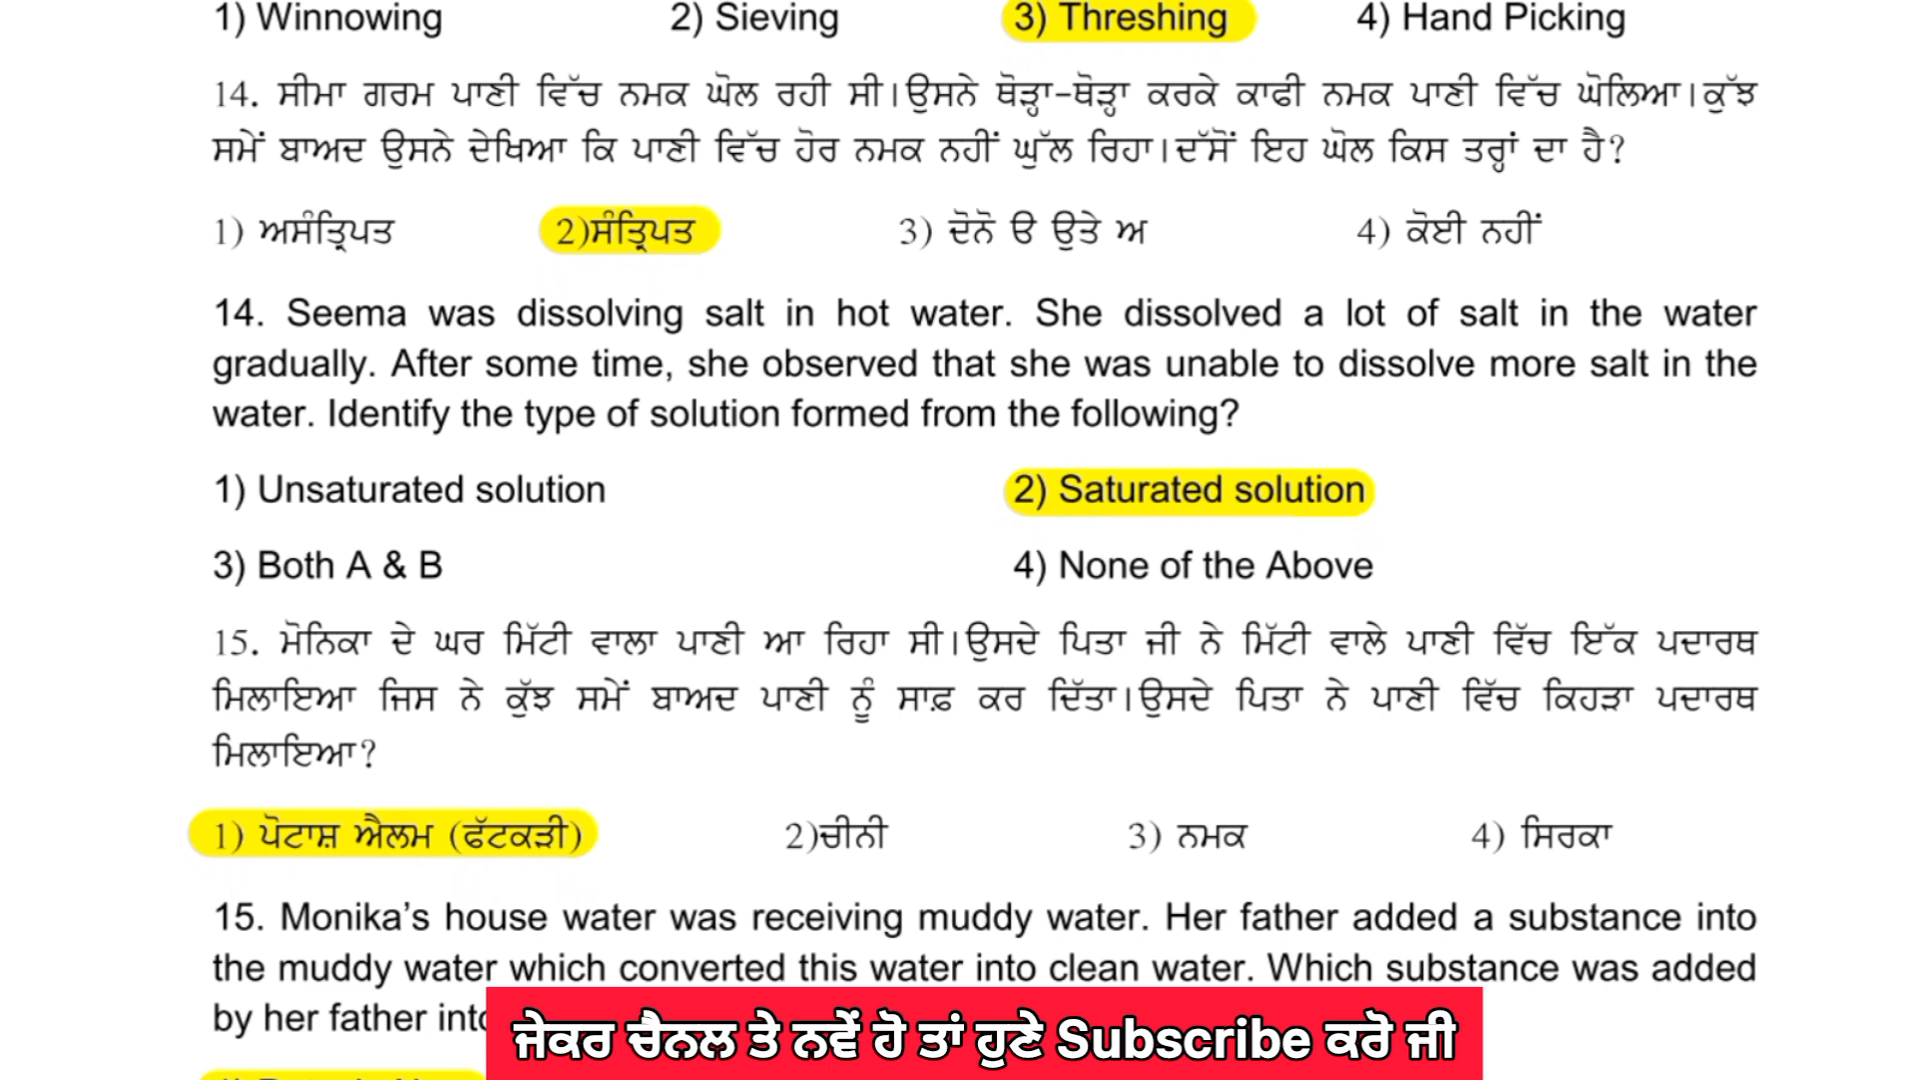 1) Winnowing 2) Sieving 3) Threshing 4) Hand Picking
14. ਸੀਮਾ ਗਰਮ ਪਾਣੀ ਵਿੱਚ ਨਮਕ ਘੋਲ ਰਹੀ ਸੀ।ਉਸਨੇ ਥੋੜ੍ਹਾ-ਥੋੜ੍ਹਾ ਕਰਕੇ ਕਾਫੀ ਨਮਕ ਪਾਣੀ ਵਿੱਚ ਘੋਲਿਆ।ਕੁੱਝ
ਸਮੇਂ ਬਾਅਦ ਉਸਨੇ ਦੇਖਿਆ ਕਿ ਪਾਣੀ ਵਿੱਚ ਹੋਰ ਨਮਕ ਨਹੀਂ ਘੁੱਲ ਰਿਹਾ।ਦੱਸੋਂ ਇਹ ਘੋਲ ਕਿਸ ਤਰ੍ਹਾਂ ਦਾ ਹੈ?
1) ਅਸੰਤ੍ਰਿਪਤ 2)ਸੰਤ੍ਰਿਪਤ 3) ਦੋਨੋ ੳ ਉਤੇ ਅ 4) ਕੋਈ ਨਹੀਂ
14. Seema was dissolving salt in hot water. She dissolved a lot of salt in the water
gradually. After some time, she observed that she was unable to dissolve more salt in the
water. Identify the type of solution formed from the following?
1) Unsaturated solution 2) Saturated solution
3) Both A & B 4) None of the Above
15. ਮੋਨਿਕਾ ਦੇ ਘਰ ਮਿੱਟੀ ਵਾਲਾ ਪਾਣੀ ਆ ਰਿਹਾ ਸੀ।ਉਸਦੇ ਪਿਤਾ ਜੀ ਨੇ ਮਿੱਟੀ ਵਾਲੇ ਪਾਣੀ ਵਿੱਚ ਇੱਕ ਪਦਾਰਥ
ਮਿਲਾਇਆ ਜਿਸ ਨੇ ਕੁੱਝ ਸਮੇਂ ਬਾਅਦ ਪਾਣੀ ਨੂੰ ਸਾਫ਼ ਕਰ ਦਿੱਤਾ।ਉਸਦੇ ਪਿਤਾ ਨੇ ਪਾਣੀ ਵਿੱਚ ਕਿਹੜਾ ਪਦਾਰਥ
ਮਿਲਾਇਆ?
1) ਪੋਟਾਸ਼ ਐਲਮ (ਫੱਟਕੜੀ) 2)ਚੀਨੀ 3) ਨਮਕ 4) ਸਿਰਕਾ
15. Monika’s house water was receiving muddy water. Her father added a substance into
the muddy water which converted this water into clean water. Which substance was added
by her father into
ਜੇਕਰ ਚੈਨਲ ਤੇ ਨਵੇਂ ਹੋ ਤਾਂ ਹੁਣੇ Subscribe ਕਰੋ ਜੀ